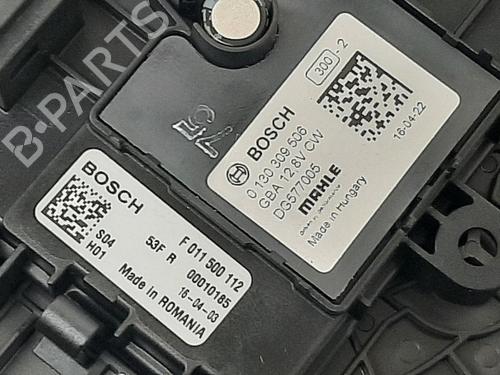 B-PARTS
300 -2
BOSCH
0 130 309 506
GBA 12.8V CW
DG577005
MAHLE
Made in Hungary
16-04-22
BOSCH
S04
H01
53F R
F 011 500 112
00010185
16-04-03
Made in ROMANIA